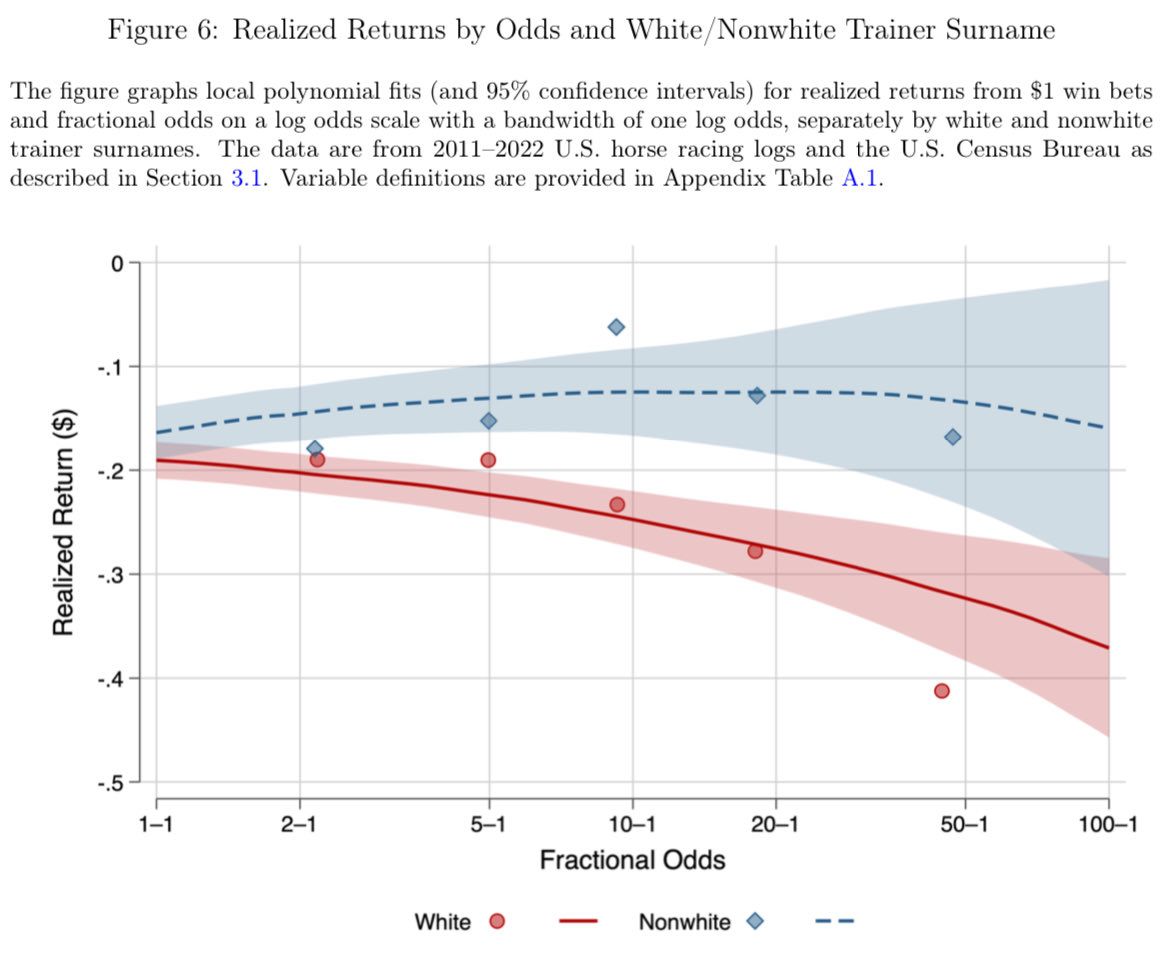 Figure 6: Realized Returns by Odds and White/Nonwhite Trainer Surname
The figure graphs local polynomial fits (and 95% confidence intervals) for realized returns from $1 win bets
and fractional odds on a log odds scale with a bandwidth of one log odds, separately by white and nonwhite
trainer surnames. The data are from 2011–2022 U.S. horse racing logs and the U.S. Census Bureau as
described in Section 3.1. Variable definitions are provided in Appendix Table A.1.
0
-.1
-.2
-.3
-.4
-.5
Realized Return ($)
1–1 2–1 5–1 10–1 20–1 50–1 100–1
Fractional Odds
White Nonwhite